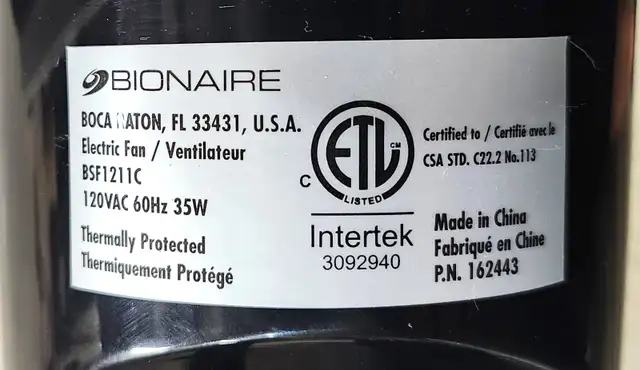 BIONAIRE
BOCA RATON, FL 33431, U.S.A.
Electric Fan / Ventilateur
BSF1211C
120VAC 60Hz 35W
Thermally Protected
Thermiquement Protégé
C
ETL
CM
LISTED
Intertek
3092940
Certified to / Certifié avec le
CSA STD. C22.2 No.113
Made in China
Fabriqué en Chine
P.N. 162443